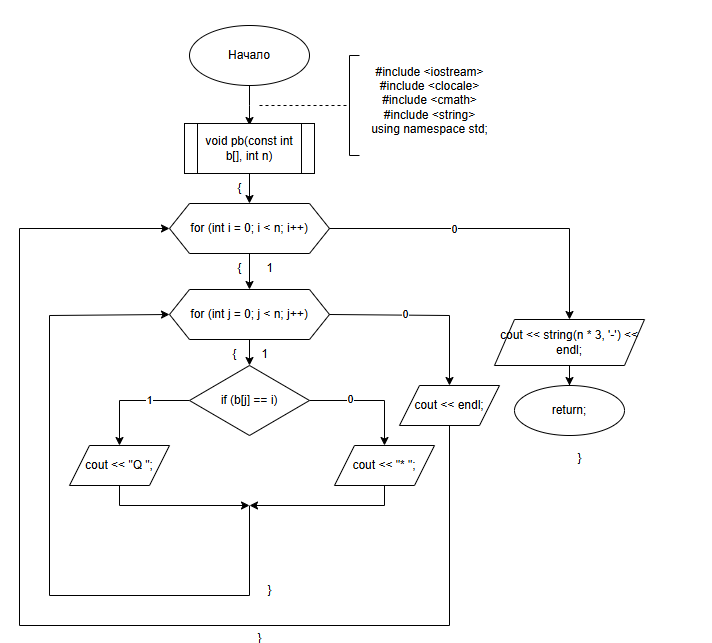 Начало
#include <iostream>
#include <clocale>
#include <cmath>
#include <string>
using namespace std;
void pb(const int
b[], int n)
{
for (int i = 0; i < n; i++)
0
{ 1
for (int j = 0; j < n; j++)
0
cout << string(n * 3, '-') <<
endl;
{ 1
if (b[j] == i)
1
0
cout << endl;
return;
cout << "Q ";
cout << "* ";
}
}
}